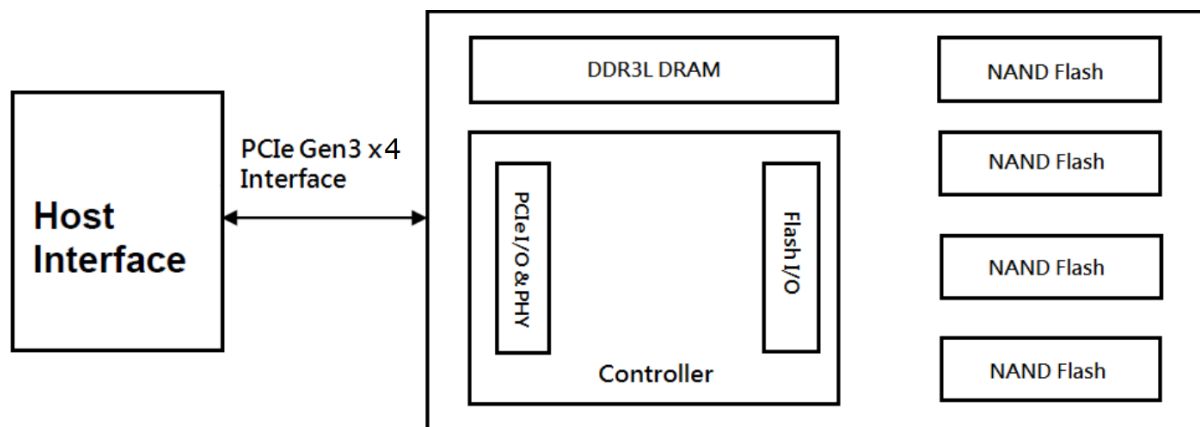 Host
Interface
PCIe Gen3 x4
Interface
DDR3L DRAM
PCIe I/O & PHY
Flash I/O
Controller
NAND Flash
NAND Flash
NAND Flash
NAND Flash